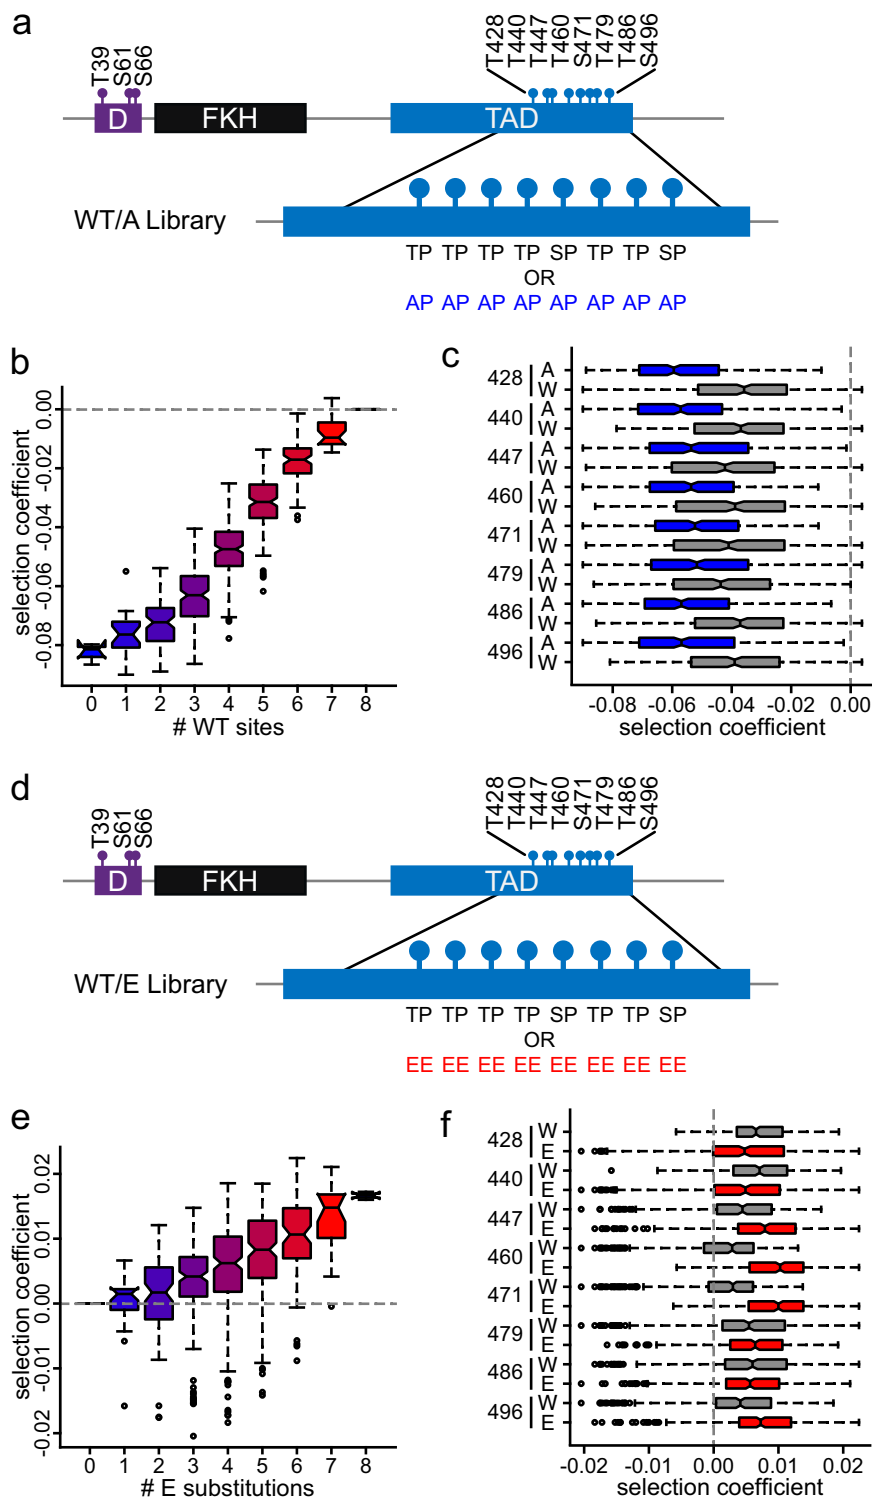 a
T428
T440
T447
T460
S471
T479
T486
S496
T39
S61
S66
D
FKH
TAD
WT/A Library
TP TP TP TP SP TP TP SP
OR
AP AP AP AP AP AP AP AP
b
selection coefficient
0.00
-0.02
-0.04
-0.06
-0.08
0 1 2 3 4 5 6 7 8
# WT sites
c
428 A
W
440 A
W
447 A
W
460 A
W
471 A
W
479 A
W
486 A
W
496 A
W
-0.08 -0.06 -0.04 -0.02 0.00
selection coefficient
d
T428
T440
T447
T460
S471
T479
T486
S496
T39
S61
S66
D
FKH
TAD
WT/E Library
TP TP TP TP SP TP TP SP
OR
EE EE EE EE EE EE EE EE
e
selection coefficient
0.02
0.01
0.00
-0.01
-0.02
0 1 2 3 4 5 6 7 8
# E substitutions
f
428 W
E
440 W
E
447 W
E
460 W
E
471 W
E
479 W
E
486 W
E
496 W
E
-0.02 -0.01 0.00 0.01 0.02
selection coefficient